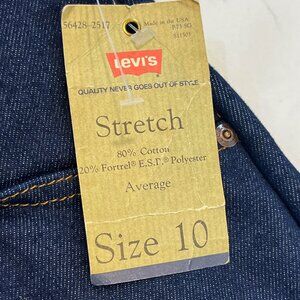 56428-2517
Made in the USA
Levi's
QUALITY NEVER GOES OUT OF STYLE
Stretch
80% Cotton
20% Fortrel® E.S.P.® Polyester
Average
Size 10